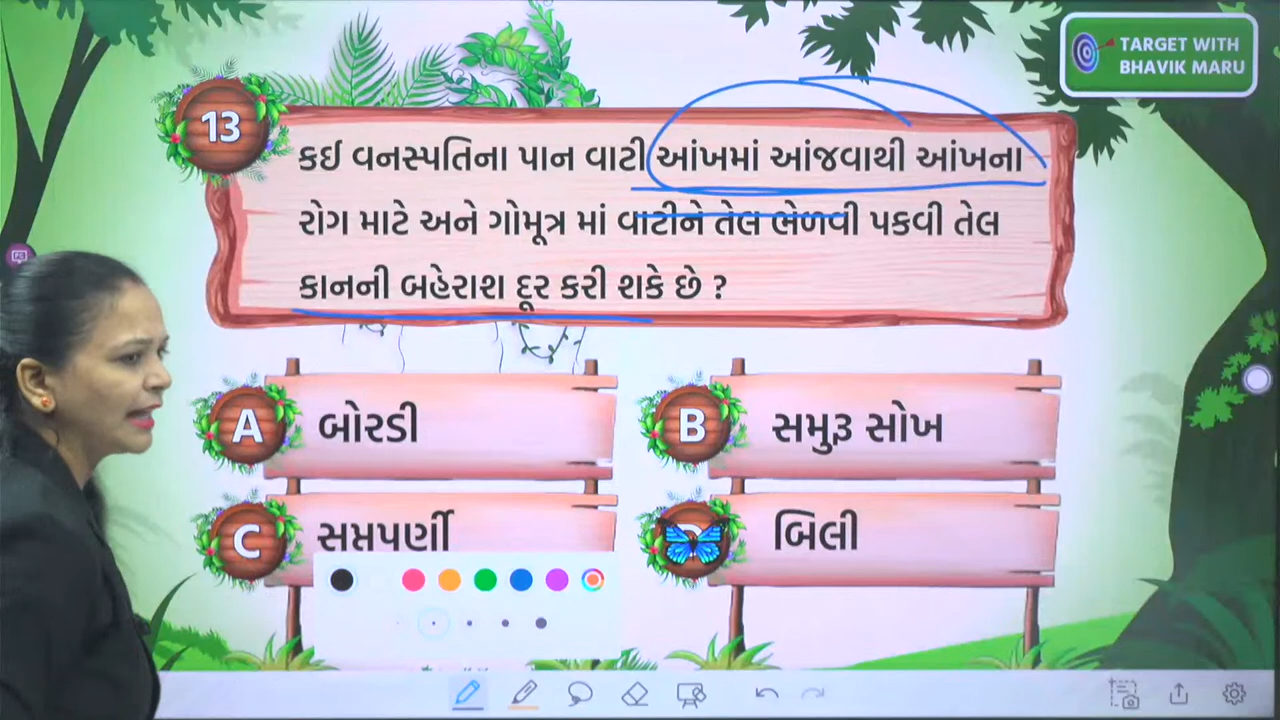 TARGET WITH
BHAVIK MARU
13
કઈ વનસ્પતિના પાન વાટી આંખમાં આંજવાથી આંખના
રોગ માટે અને ગોમૂત્ર માં વાટીને તેલ ભેળવી પકવી તેલ
કાનની બહેરાશ દૂર કરી શકે છે ?
A બોરડી
B સમુરૂ સોખ
C સપ્તપર્ણી
બિલી